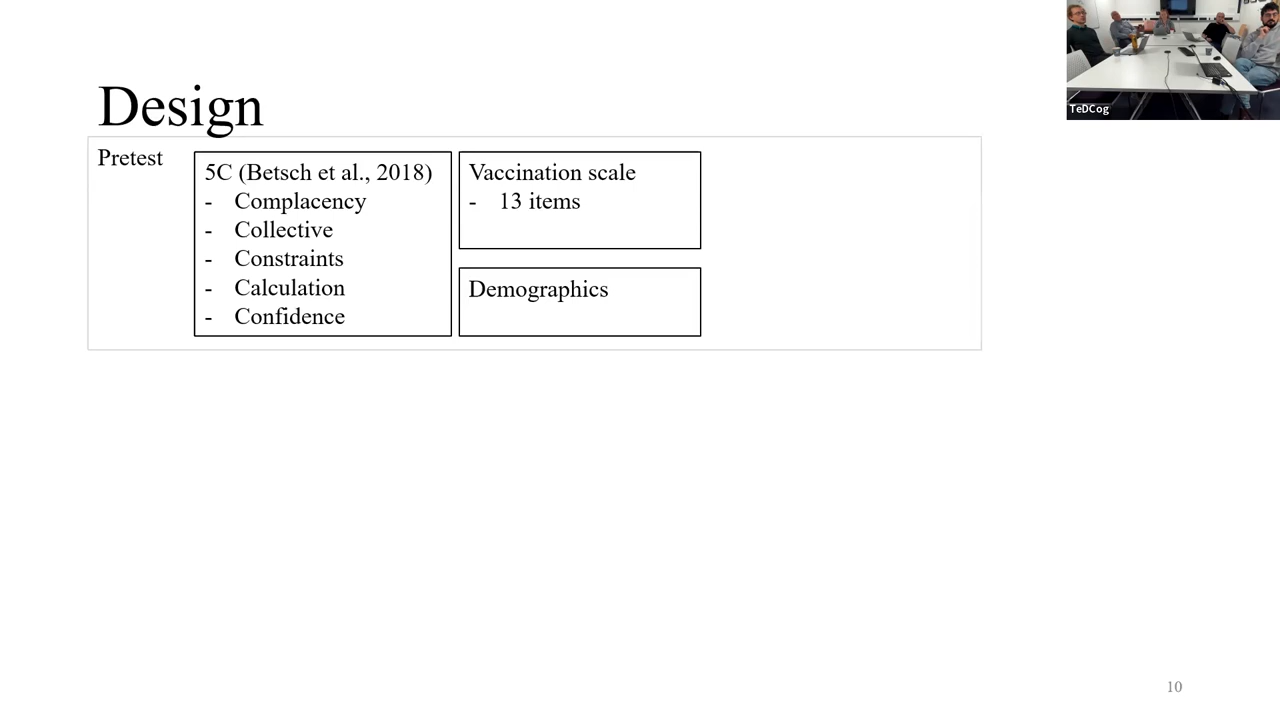 Design
Pretest
5C (Betsch et al., 2018)
- Complacency
- Collective
- Constraints
- Calculation
- Confidence
Vaccination scale
- 13 items
Demographics
TeDCog
10